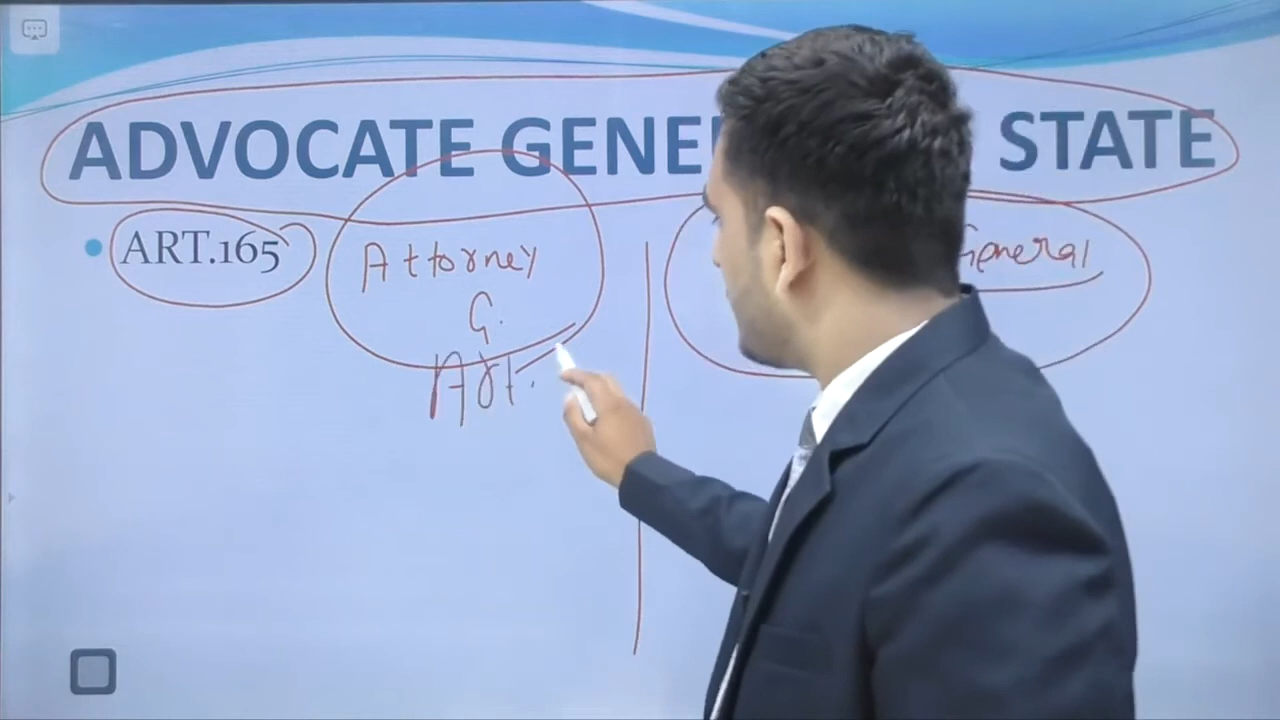 ADVOCATE GENE STATE
• ART.165
Attorney
G.
Art.
General